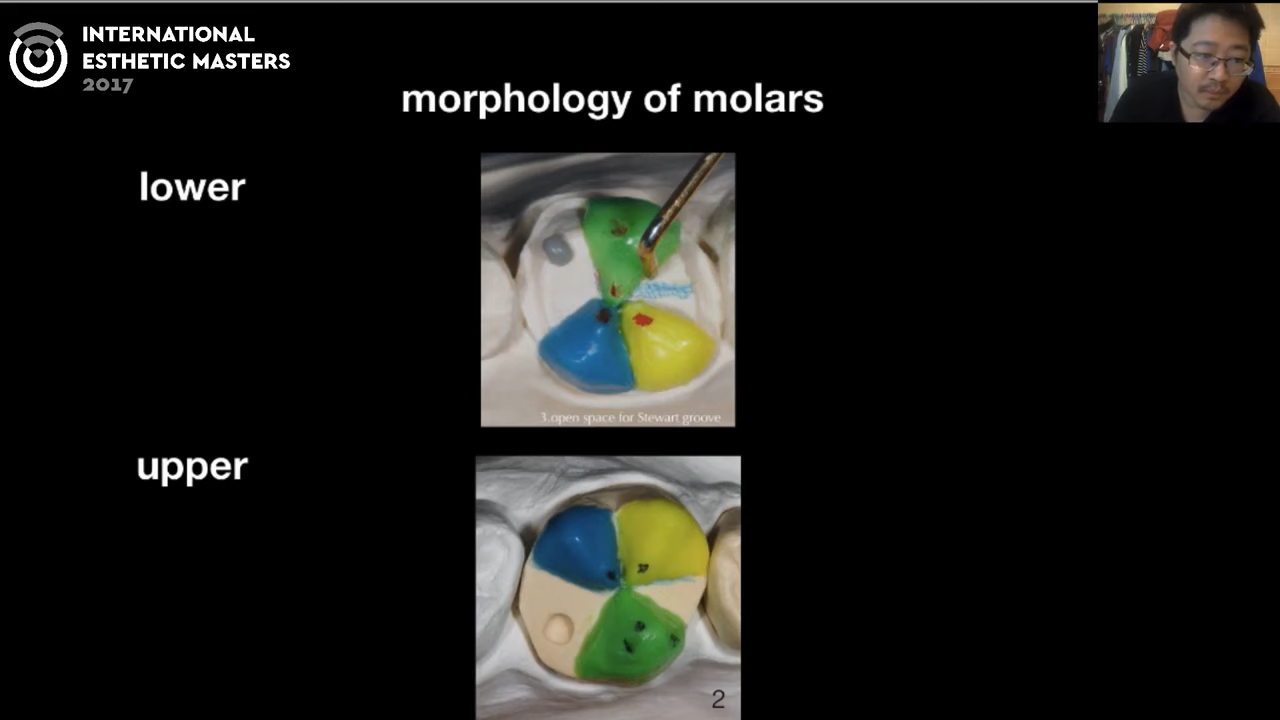 INTERNATIONAL
ESTHETIC MASTERS
2017
morphology of molars
lower
3.open space for Stewart groove
upper
2